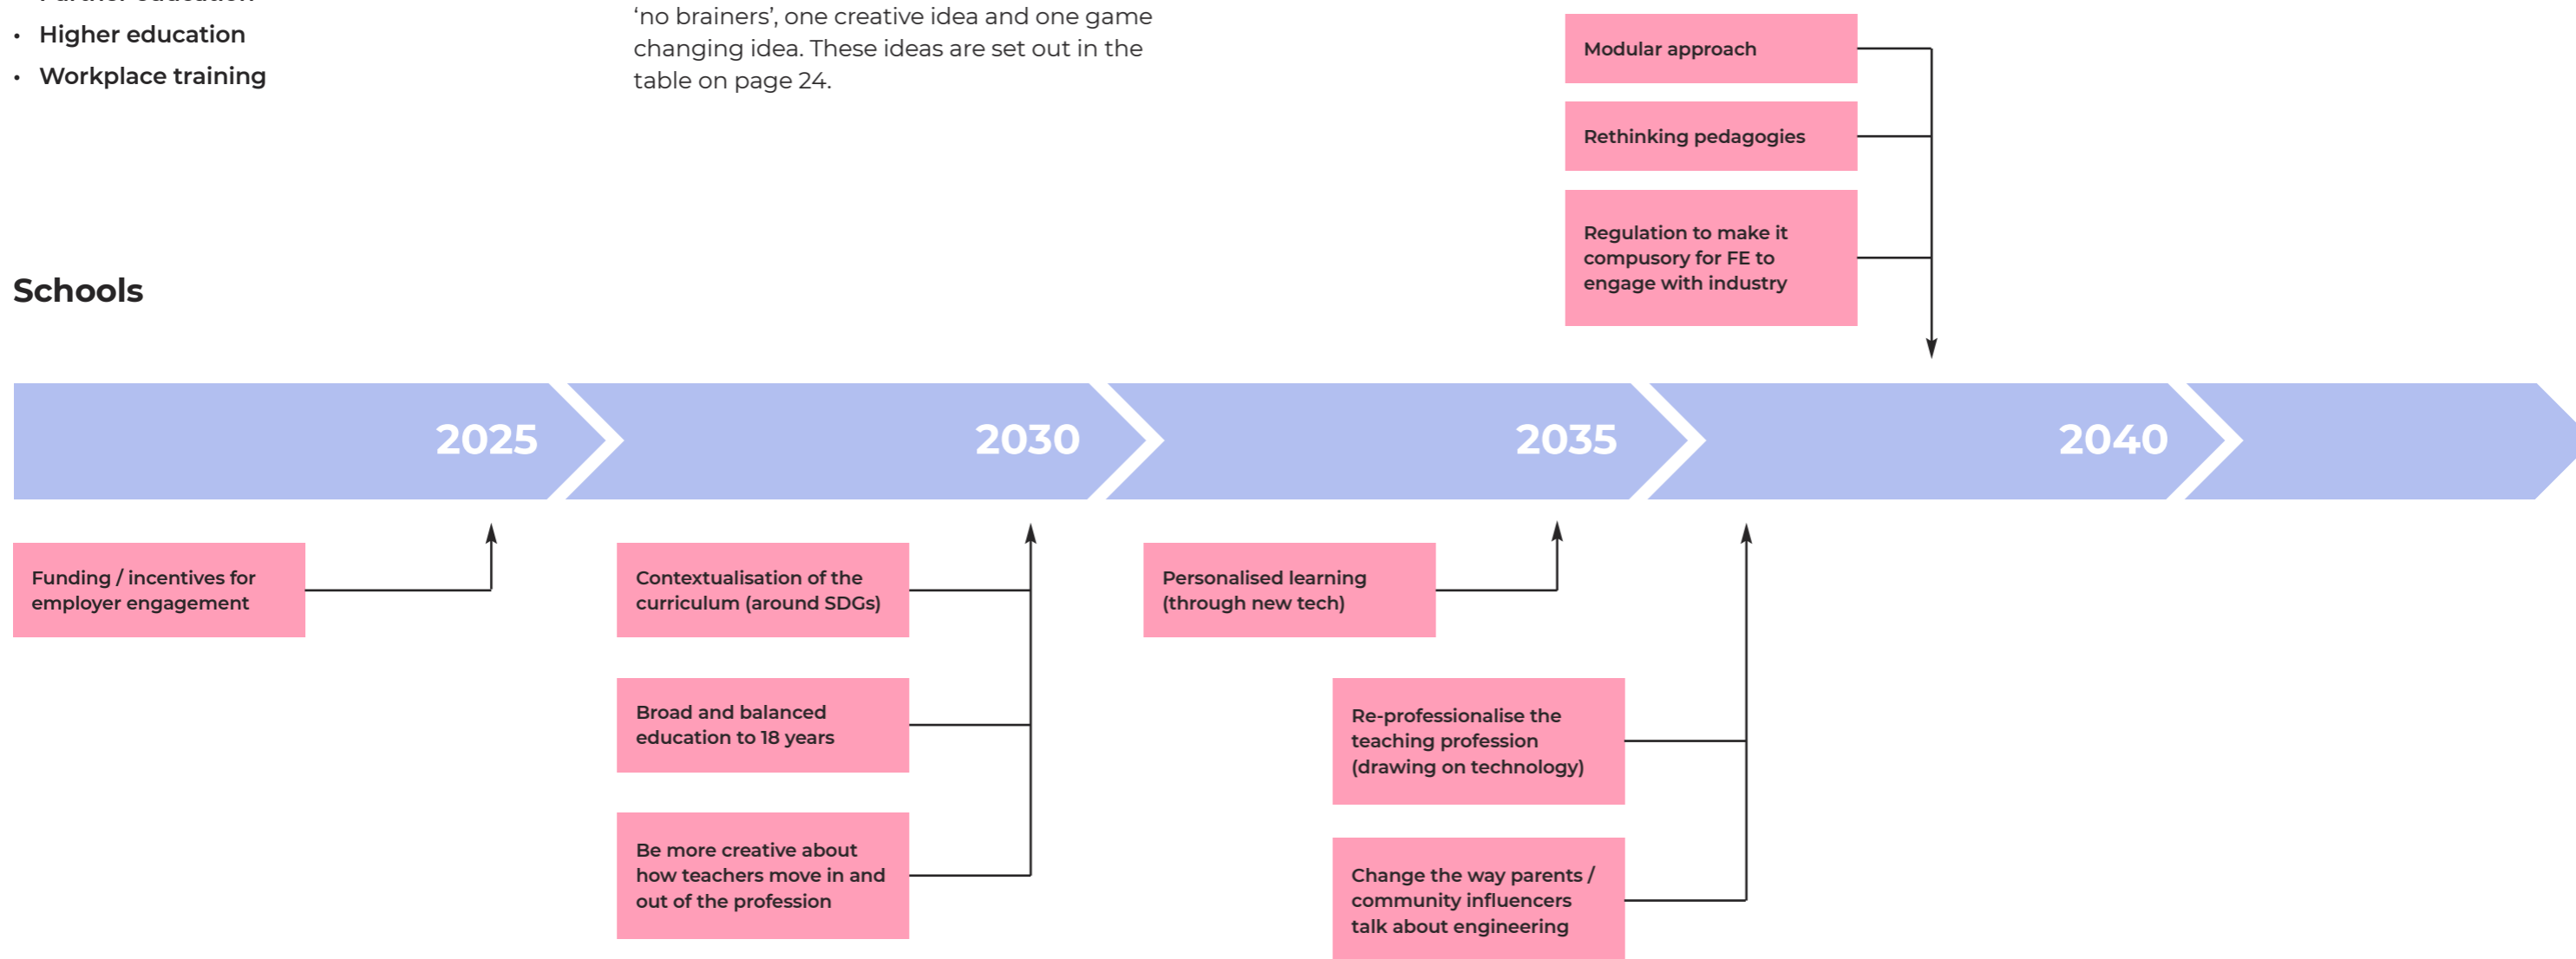 • Higher education
• Workplace training
‘no brainers’, one creative idea and one game
changing idea. These ideas are set out in the
table on page 24.
Modular approach
Rethinking pedagogies
Regulation to make it
compusory for FE to
engage with industry
Schools
2025
2030
2035
2040
Funding / incentives for
employer engagement
Contextualisation of the
curriculum (around SDGs)
Broad and balanced
education to 18 years
Be more creative about
how teachers move in and
out of the profession
Personalised learning
(through new tech)
Re-professionalise the
teaching profession
(drawing on technology)
Change the way parents /
community influencers
talk about engineering